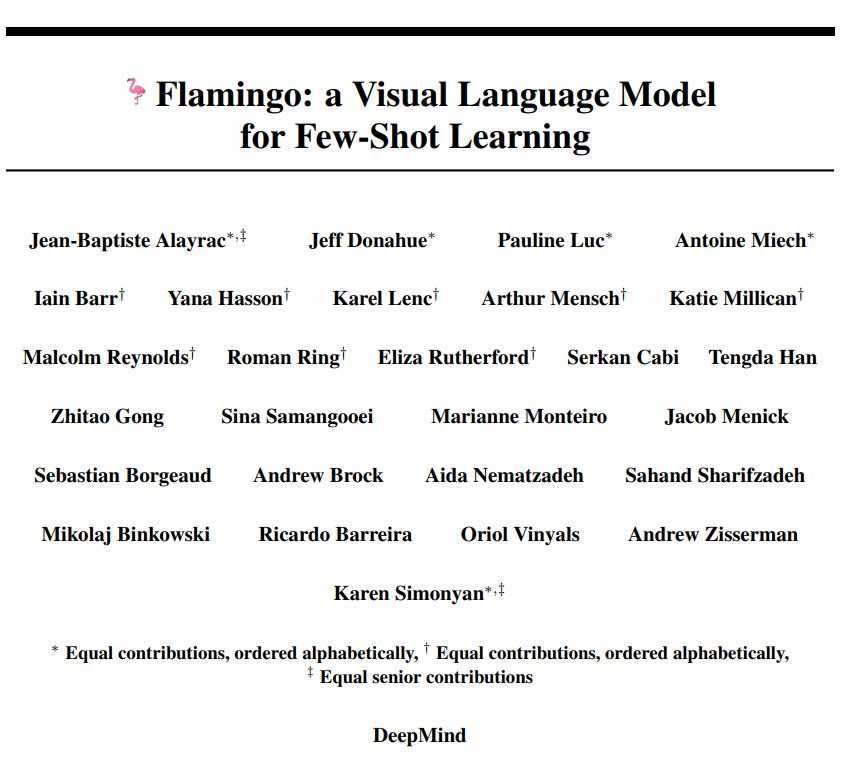 🦩 Flamingo: a Visual Language Model
for Few-Shot Learning
Jean-Baptiste Alayrac*,‡ Jeff Donahue* Pauline Luc* Antoine Miech*
Iain Barr† Yana Hasson† Karel Lenc† Arthur Mensch† Katie Millican†
Malcolm Reynolds† Roman Ring† Eliza Rutherford† Serkan Cabi Tengda Han
Zhitao Gong Sina Samangooei Marianne Monteiro Jacob Menick
Sebastian Borgeaud Andrew Brock Aida Nematzadeh Sahand Sharifzadeh
Mikolaj Binkowski Ricardo Barreira Oriol Vinyals Andrew Zisserman
Karen Simonyan*,‡
* Equal contributions, ordered alphabetically, † Equal contributions, ordered alphabetically,
‡ Equal senior contributions
DeepMind